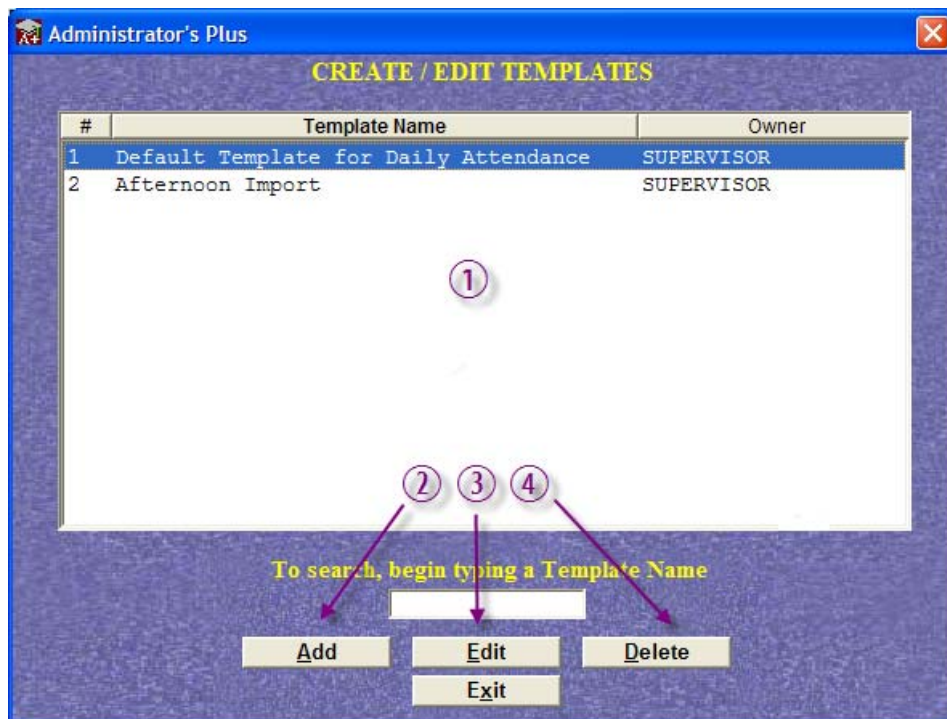 Administrator's Plus
CREATE / EDIT TEMPLATES
# Template Name Owner
1 Default Template for Daily Attendance SUPERVISOR
2 Afternoon Import SUPERVISOR
1
2 3 4
To search, begin typing a Template Name
Add Edit Delete
Exit